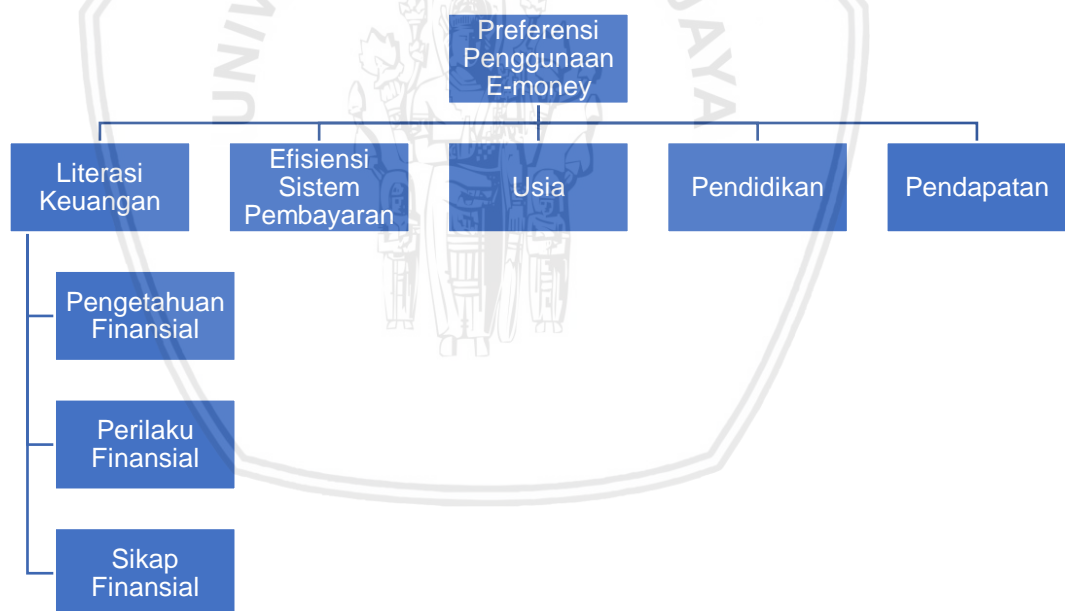 Preferensi
Penggunaan
E-money
Literasi
Keuangan
Efisiensi
Sistem
Pembayaran
Usia
Pendidikan
Pendapatan
Pengetahuan
Finansial
Perilaku
Finansial
Sikap
Finansial